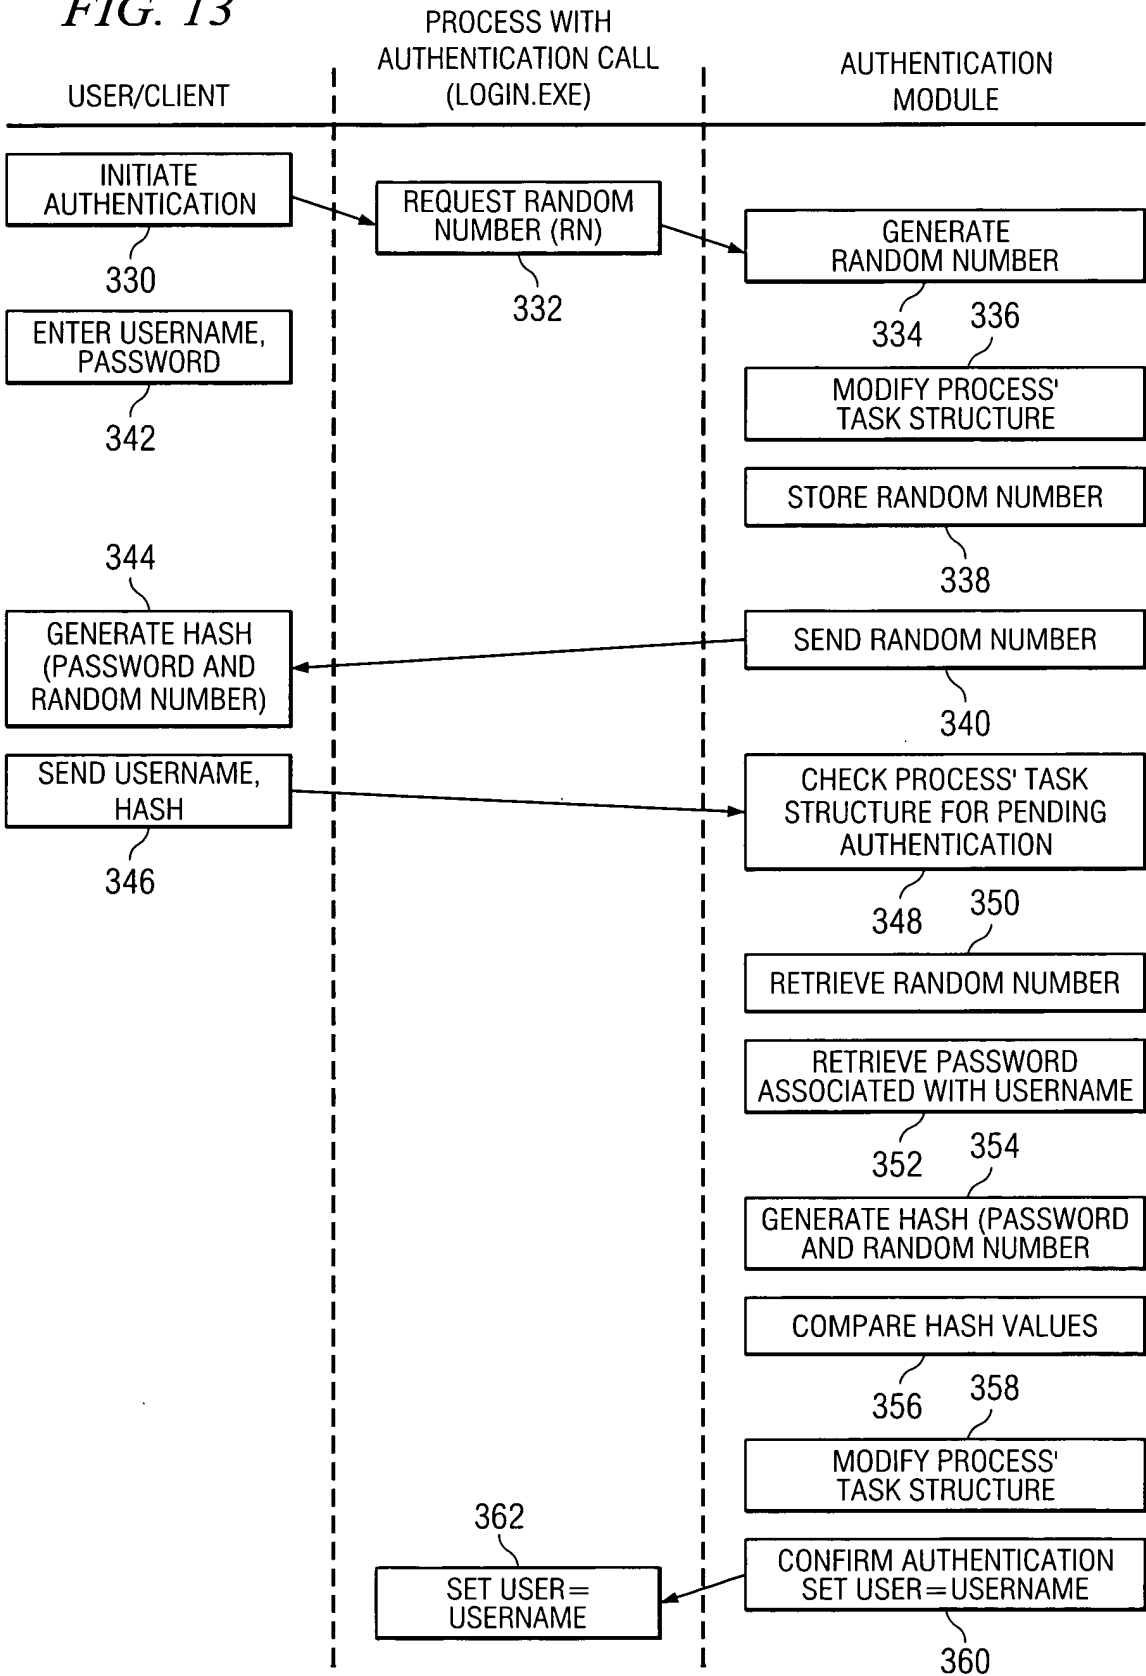 FIG. 13
USER/CLIENT
PROCESS WITH
AUTHENTICATION CALL
(LOGIN.EXE)
AUTHENTICATION
MODULE
INITIATE
AUTHENTICATION
330
REQUEST RANDOM
NUMBER (RN)
332
GENERATE
RANDOM NUMBER
334
336
ENTER USERNAME,
PASSWORD
342
MODIFY PROCESS'
TASK STRUCTURE
STORE RANDOM NUMBER
338
344
GENERATE HASH
(PASSWORD AND
RANDOM NUMBER)
SEND RANDOM NUMBER
340
SEND USERNAME,
HASH
346
CHECK PROCESS' TASK
STRUCTURE FOR PENDING
AUTHENTICATION
348
350
RETRIEVE RANDOM NUMBER
RETRIEVE PASSWORD
ASSOCIATED WITH USERNAME
352
354
GENERATE HASH (PASSWORD
AND RANDOM NUMBER
COMPARE HASH VALUES
356
358
MODIFY PROCESS'
TASK STRUCTURE
362
SET USER=
USERNAME
CONFIRM AUTHENTICATION
SET USER=USERNAME
360